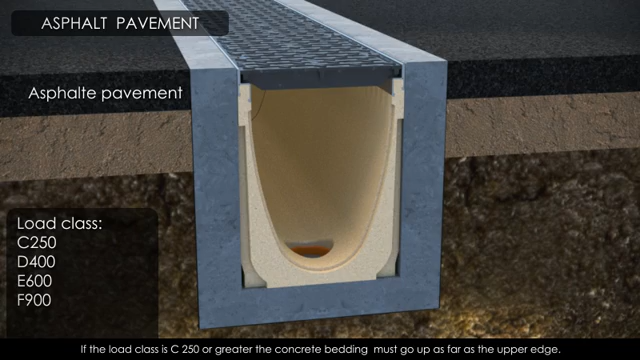 ASPHALT PAVEMENT
Asphalte pavement
Load class:
C250
D400
E600
F900
If the load class is C 250 or greater the concrete bedding must go up as far as the upper edge.